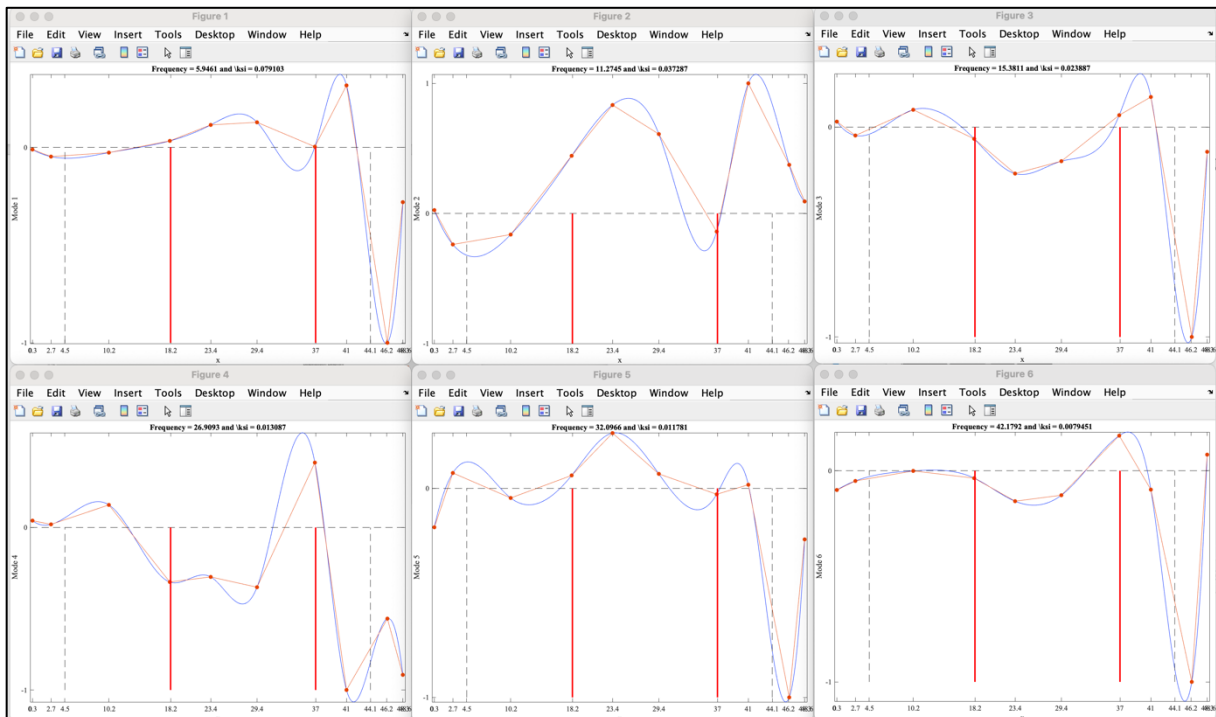 Figure 1
File Edit View Insert Tools Desktop Window Help
Frequency = 5.9461 and \ksi = 0.079103
Mode 1
0
-1
0.3 2.7 4.5 10.2 18.2 23.4 29.4 37 41 44.1 46.2
x
Figure 2
File Edit View Insert Tools Desktop Window Help
Frequency = 11.2745 and \ksi = 0.037287
Mode 2
1
0
-1
0.3 2.7 4.5 10.2 18.2 23.4 29.4 37 41 44.1 46.2
x
Figure 3
File Edit View Insert Tools Desktop Window Help
Frequency = 15.3811 and \ksi = 0.023887
Mode 3
0
-1
0.3 2.7 4.5 10.2 18.2 23.4 29.4 37 41 44.1 46.2
x
Figure 4
File Edit View Insert Tools Desktop Window Help
Frequency = 26.9093 and \ksi = 0.013087
Mode 4
0
-1
0.3 2.7 4.5 10.2 18.2 23.4 29.4 37 41 44.1 46.2
Figure 5
File Edit View Insert Tools Desktop Window Help
Frequency = 32.0966 and \ksi = 0.011781
Mode 5
0
-1
0.3 2.7 4.5 10.2 18.2 23.4 29.4 37 41 44.1 46.2
Figure 6
File Edit View Insert Tools Desktop Window Help
Frequency = 42.1792 and \ksi = 0.0079451
Mode 6
0
-1
0.3 2.7 4.5 10.2 18.2 23.4 29.4 37 41 44.1 46.2